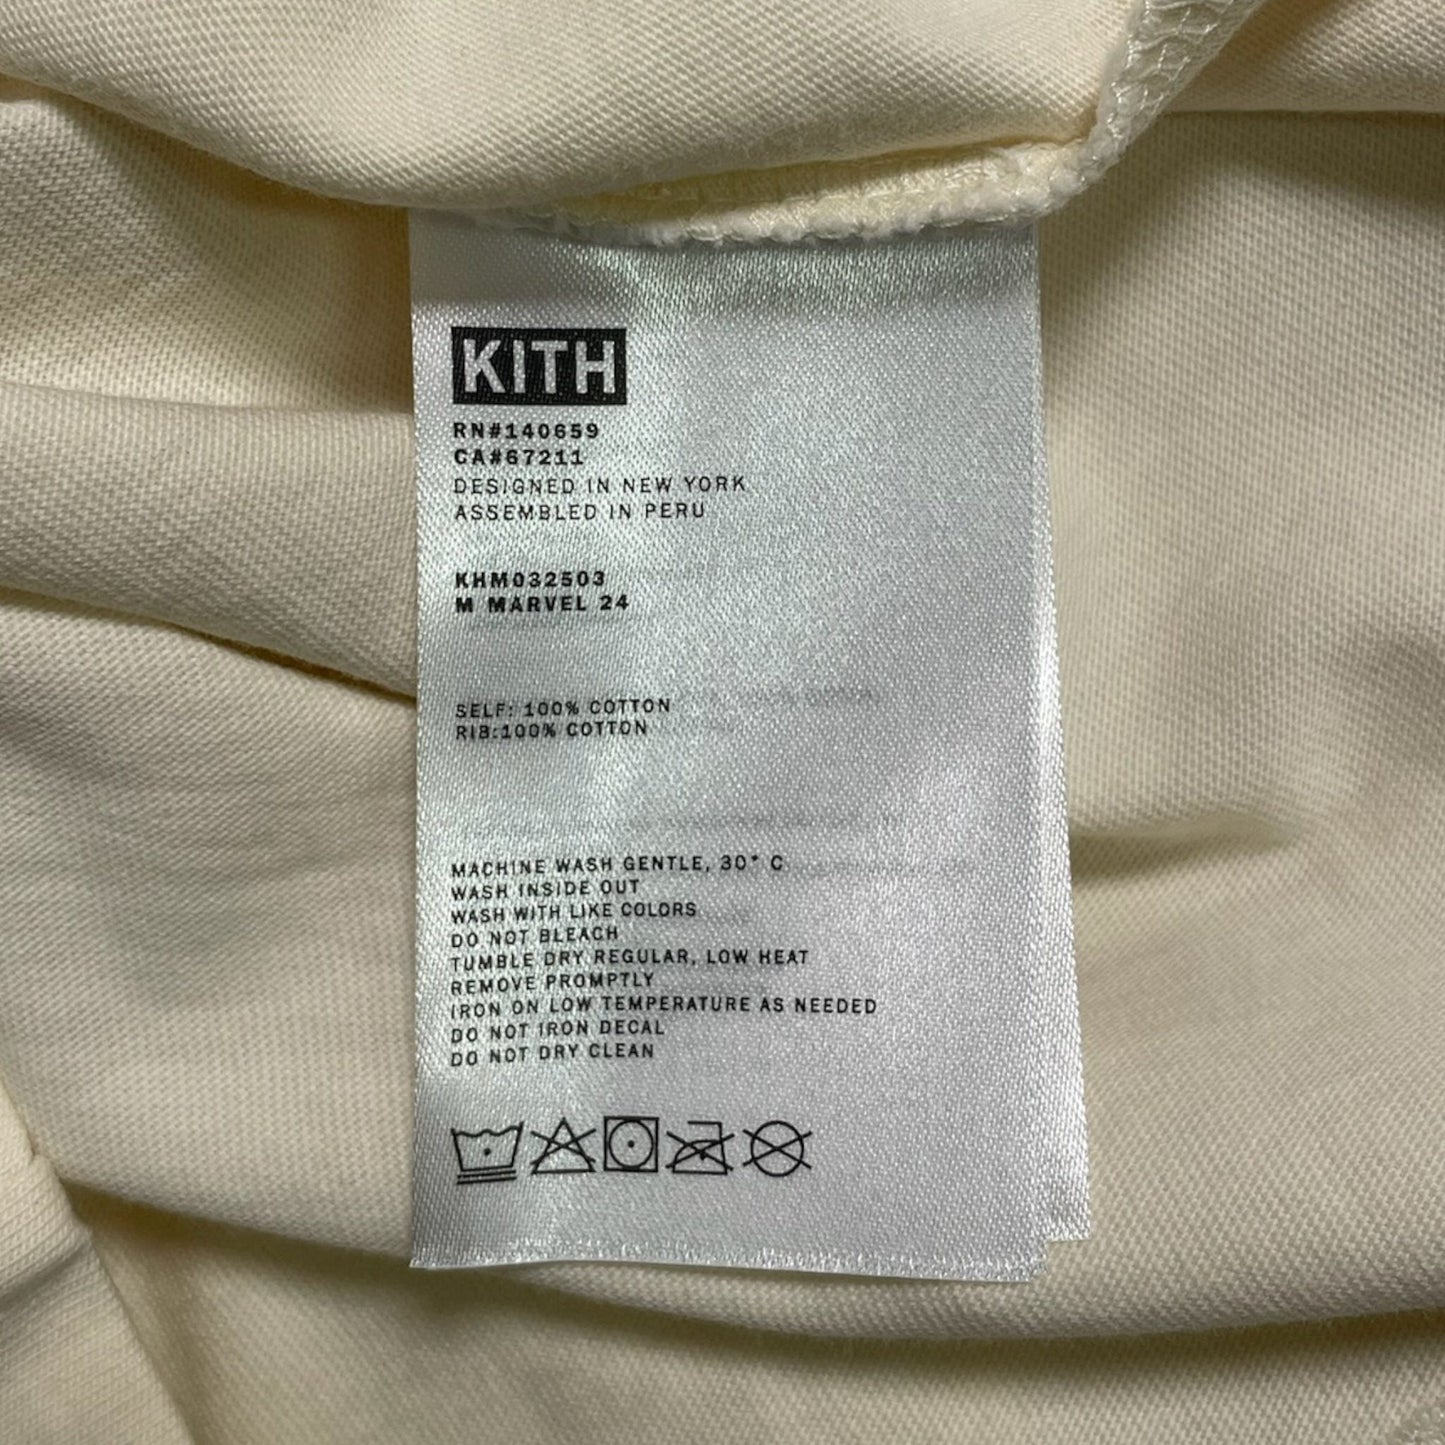 KITH
RN#140659
CA#67211
DESIGNED IN NEW YORK
ASSEMBLED IN PERU
KHM032503
M MARVEL 24
SELF: 100% COTTON
RIB:100% COTTON
MACHINE WASH GENTLE, 30° C
WASH INSIDE OUT
WASH WITH LIKE COLORS
DO NOT BLEACH
TUMBLE DRY REGULAR, LOW HEAT
REMOVE PROMPTLY
IRON ON LOW TEMPERATURE AS NEEDED
DO NOT IRON DECAL
DO NOT DRY CLEAN